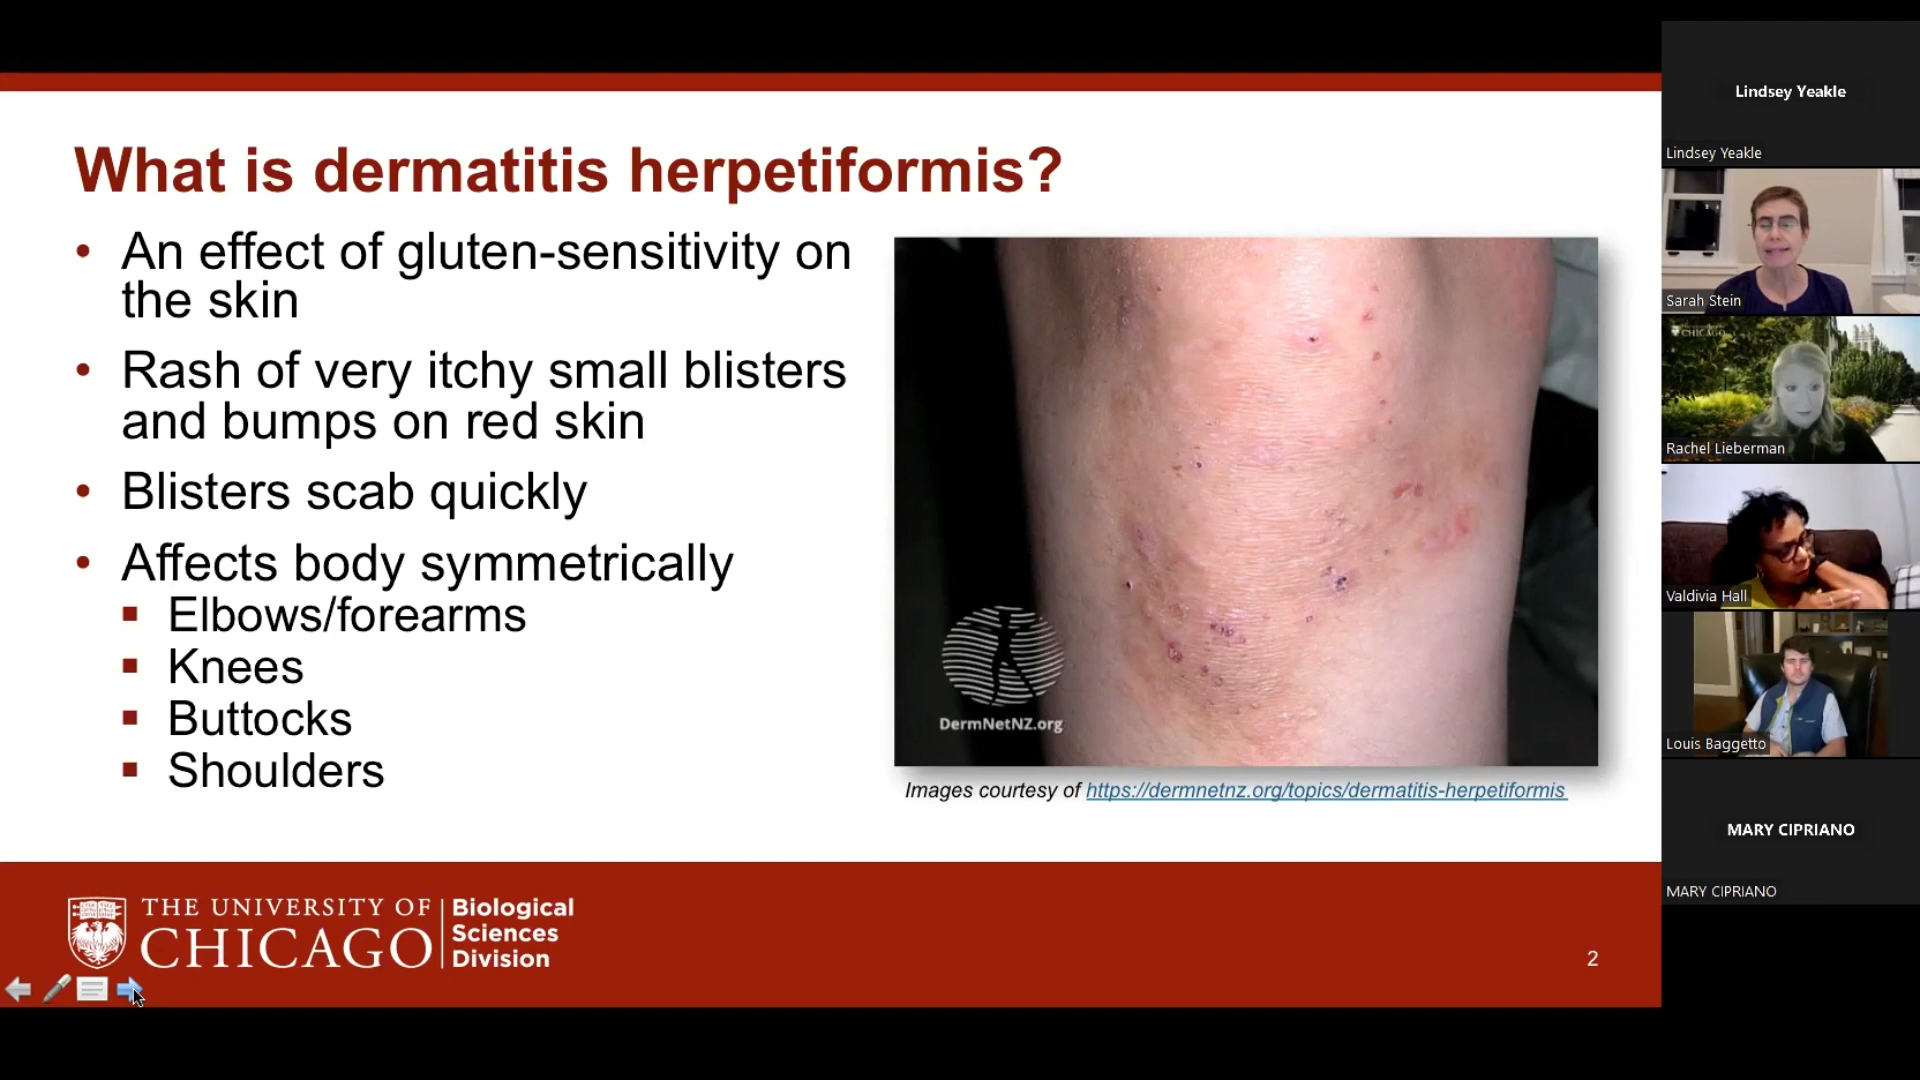 What is dermatitis herpetiformis?
• An effect of gluten-sensitivity on
the skin
• Rash of very itchy small blisters
and bumps on red skin
• Blisters scab quickly
• Affects body symmetrically
▪ Elbows/forearms
▪ Knees
▪ Buttocks
▪ Shoulders
DermNetNZ.org
Images courtesy of https://dermnetnz.org/topics/dermatitis-herpetiformis
THE UNIVERSITY OF
CHICAGO
Biological
Sciences
Division
2
Lindsey Yeakle
Lindsey Yeakle
Sarah Stein
CHICAGO
Rachel Lieberman
Valdivia Hall
Louis Baggetto
MARY CIPRIANO
MARY CIPRIANO